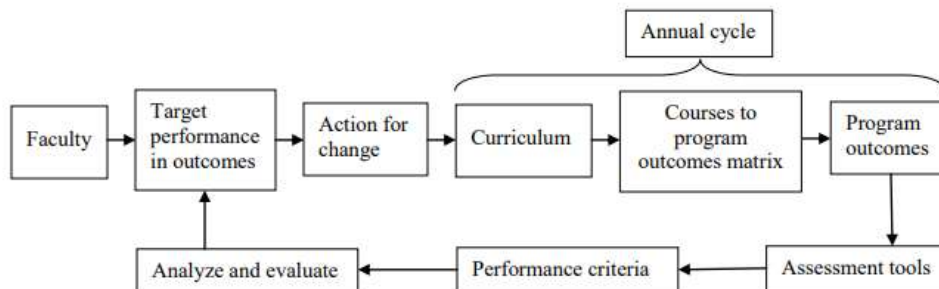 Annual cycle
Faculty
Target
performance
in outcomes
Action for
change
Curriculum
Courses to
program
outcomes matrix
Program
outcomes
Analyze and evaluate
Performance criteria
Assessment tools